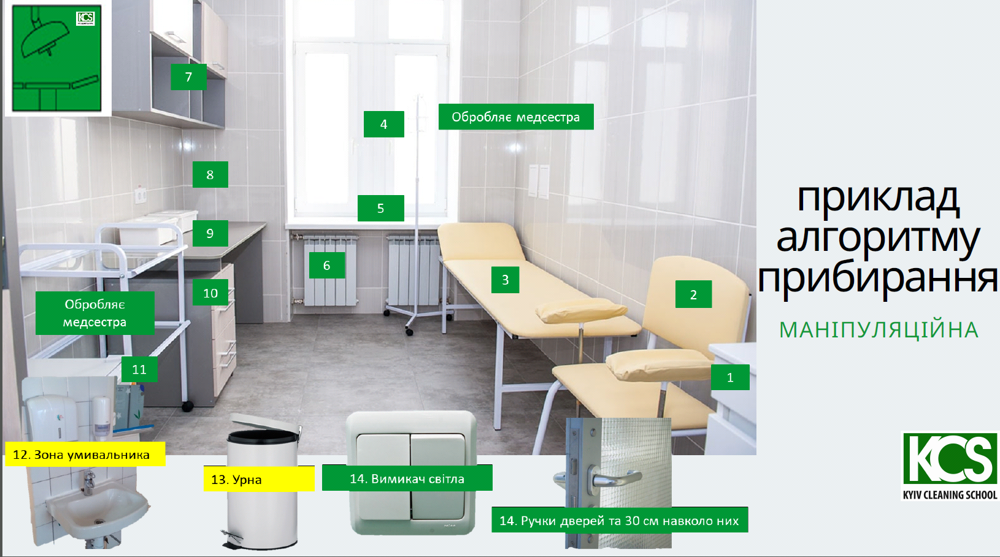 KCS
7
4
Обробляє медсестра
8
5
9
6
3
2
10
Обробляє
медсестра
11
1
12. Зона умивальника
13. Урна
14. Вимикач світла
14. Ручки дверей та 30 см навколо них
приклад
алгоритму
прибирання
МАНІПУЛЯЦІЙНА
KCS
KYIV CLEANING SCHOOL